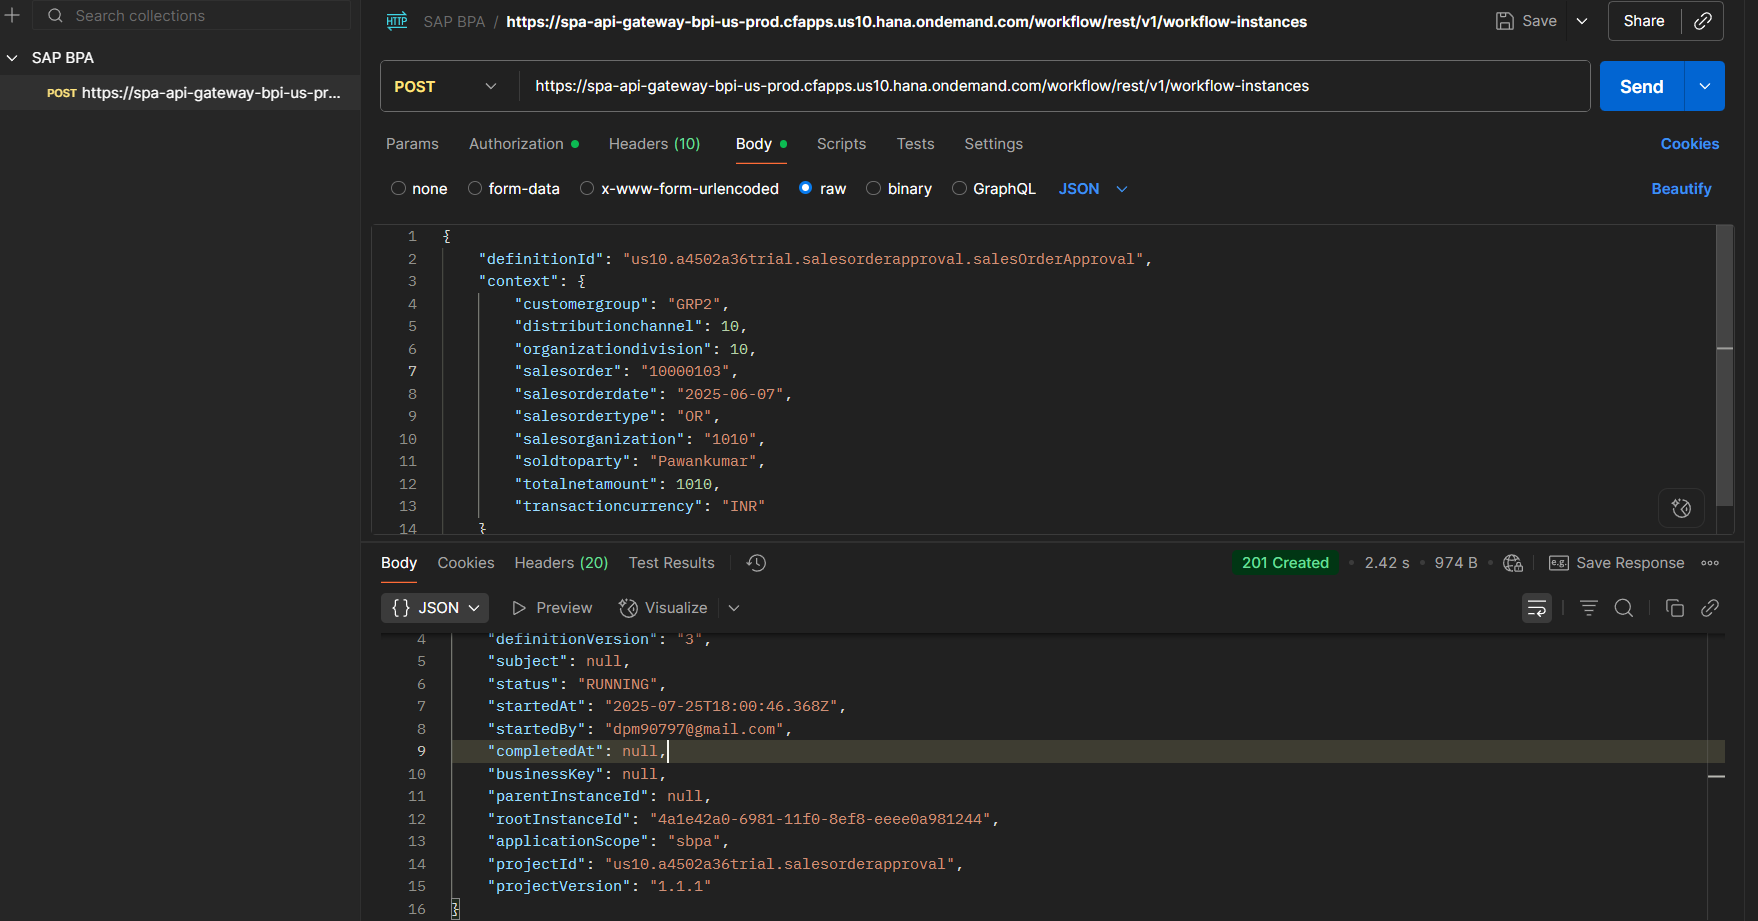 Search collections
HTTP SAP BPA / https://spa-api-gateway-bpi-us-prod.cfapps.us10.hana.ondemand.com/workflow/rest/v1/workflow-instances Save Share
SAP BPA
POST https://spa-api-gateway-bpi-us-pr...
POST https://spa-api-gateway-bpi-us-prod.cfapps.us10.hana.ondemand.com/workflow/rest/v1/workflow-instances Send
Params Authorization Headers (10) Body Scripts Tests Settings Cookies
none form-data x-www-form-urlencoded raw binary GraphQL JSON Beautify
1 {
2 "definitionId": "us10.a4502a36trial.salesorderapproval.salesOrderApproval",
3 "context": {
4 "customergroup": "GRP2",
5 "distributionchannel": 10,
6 "organizationdivision": 10,
7 "salesorder": "10000103",
8 "salesorderdate": "2025-06-07",
9 "salesordertype": "OR",
10 "salesorganization": "1010",
11 "soldtoparty": "Pawankumar",
12 "totalnetamount": 1010,
13 "transactioncurrency": "INR"
14 }
Body Cookies Headers (20) Test Results 201 Created • 2.42 s • 974 B • e.g. Save Response
{} JSON Preview Visualize
4 "definitionVersion": "3",
5 "subject": null,
6 "status": "RUNNING",
7 "startedAt": "2025-07-25T18:00:46.368Z",
8 "startedBy": "dpm90797@gmail.com",
9 "completedAt": null,
10 "businessKey": null,
11 "parentInstanceId": null,
12 "rootInstanceId": "4a1e42a0-6981-11f0-8ef8-eeee0a981244",
13 "applicationScope": "sbpa",
14 "projectId": "us10.a4502a36trial.salesorderapproval",
15 "projectVersion": "1.1.1"
16 }